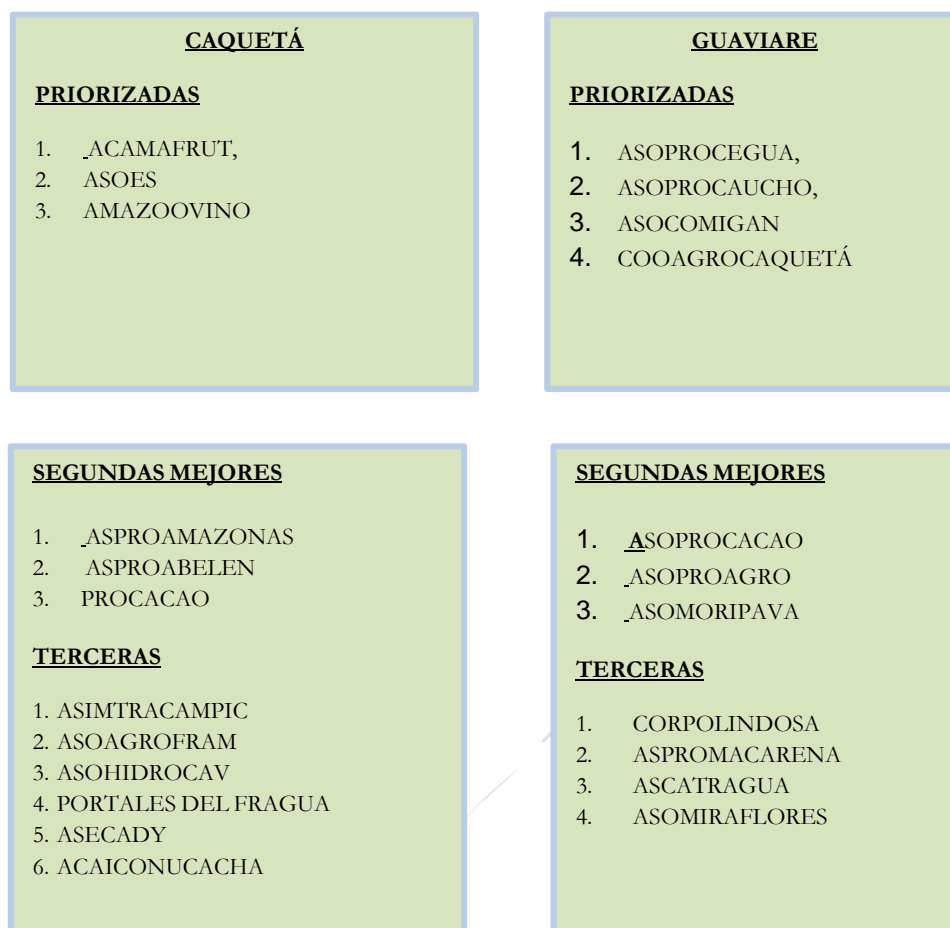 CAQUETÁ
PRIORIZADAS
1. ACAMAFRUT,
2. ASOES
3. AMAZOOVINO
GUAVIARE
PRIORIZADAS
1. ASOPROCEGUA,
2. ASOPROCAUCHO,
3. ASOCOMIGAN
4. COOAGROCAQUETÁ
SEGUNDAS MEJORES
1. ASPROAMAZONAS
2. ASPROABELEN
3. PROCACAO
TERCERAS
1. ASIMTRACAMPIC
2. ASOAGROFRAM
3. ASOHIDROCAV
4. PORTALES DEL FRAGUA
5. ASECADY
6. ACAICONUCACHA
SEGUNDAS MEJORES
1. ASOPROCACAO
2. ASOPROAGRO
3. ASOMORIPAVA
TERCERAS
1. CORPOLINDOSA
2. ASPROMACARENA
3. ASCATRAGUA
4. ASOMIRAFLORES